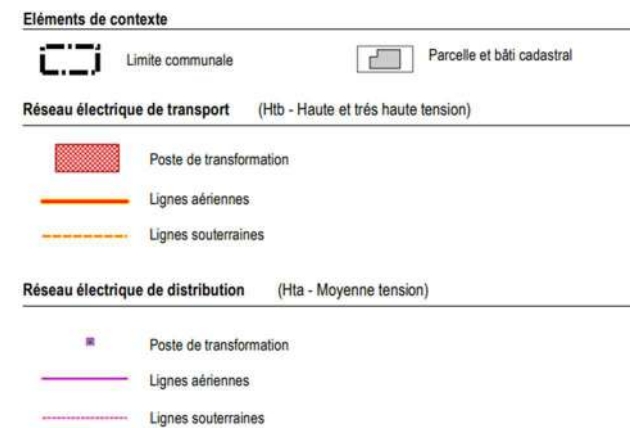 Eléments de contexte
Limite communale
Parcelle et bâti cadastral
Réseau électrique de transport (Htb - Haute et trés haute tension)
Poste de transformation
Lignes aériennes
Lignes souterraines
Réseau électrique de distribution (Hta - Moyenne tension)
Poste de transformation
Lignes aériennes
Lignes souterraines